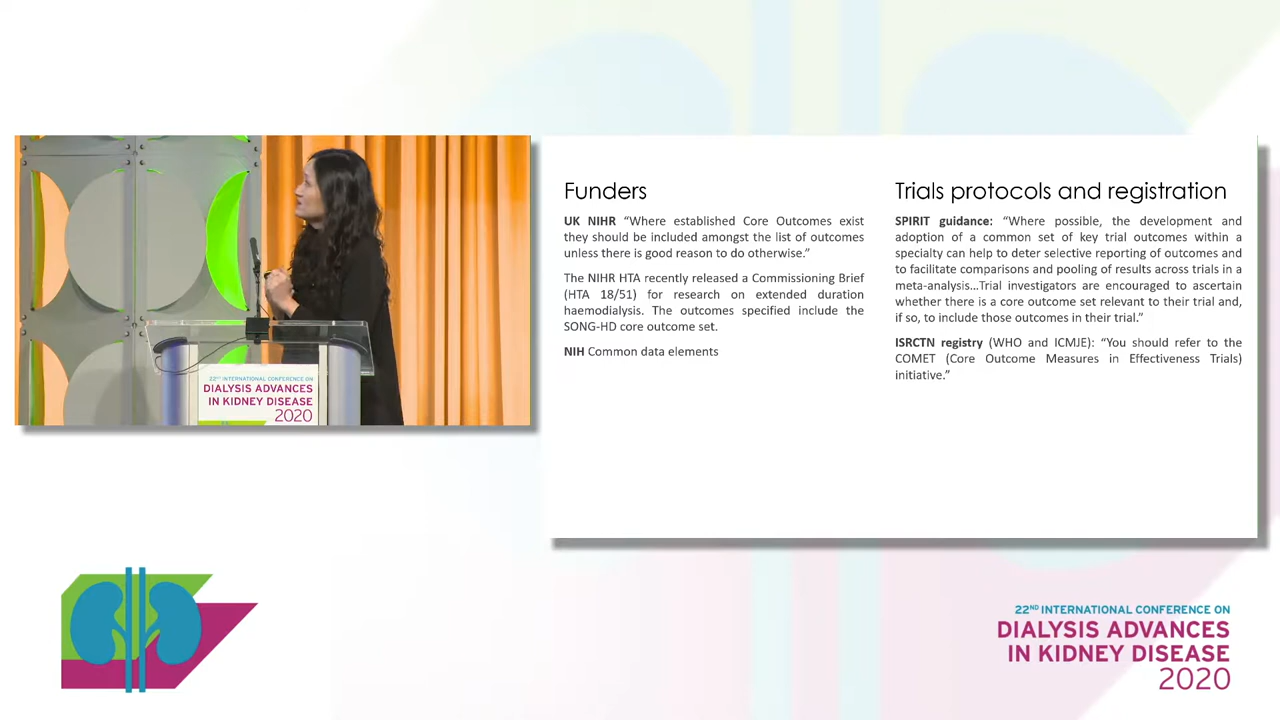 Funders
UK NIHR “Where established Core Outcomes exist
they should be included amongst the list of outcomes
unless there is good reason to do otherwise.”
The NIHR HTA recently released a Commissioning Brief
(HTA 18/51) for research on extended duration
haemodialysis. The outcomes specified include the
SONG-HD core outcome set.
NIH Common data elements
Trials protocols and registration
SPIRIT guidance: “Where possible, the development and
adoption of a common set of key trial outcomes within a
specialty can help to deter selective reporting of outcomes and
to facilitate comparisons and pooling of results across trials in a
meta-analysis…Trial investigators are encouraged to ascertain
whether there is a core outcome set relevant to their trial and,
if so, to include those outcomes in their trial.”
ISRCTN registry (WHO and ICMJE): “You should refer to the
COMET (Core Outcome Measures in Effectiveness Trials)
initiative.”
22ND INTERNATIONAL CONFERENCE ON
DIALYSIS ADVANCES
IN KIDNEY DISEASE
2020
22ND INTERNATIONAL CONFERENCE ON
DIALYSIS ADVANCES
IN KIDNEY DISEASE
2020